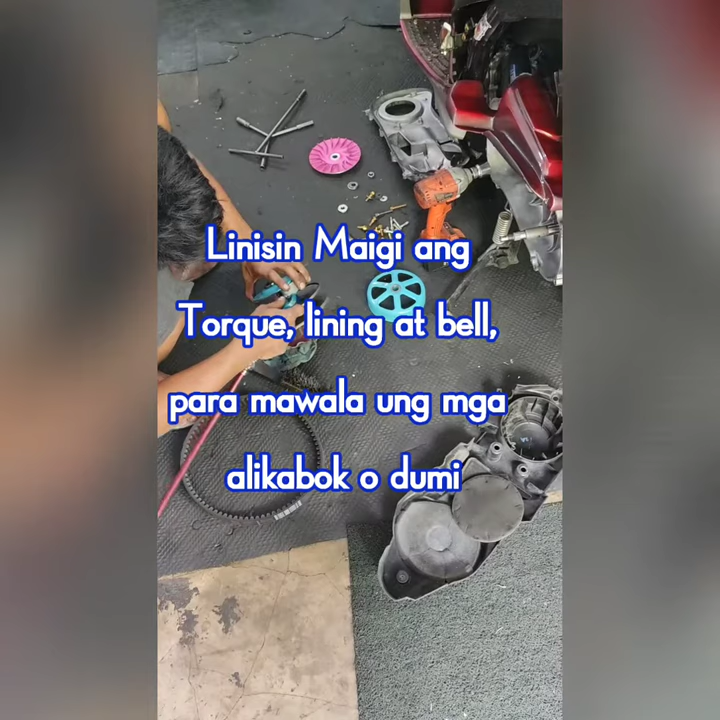 Linisin Maigi ang
Torque, lining at bell,
para mawala ung mga
alikabok o dumi